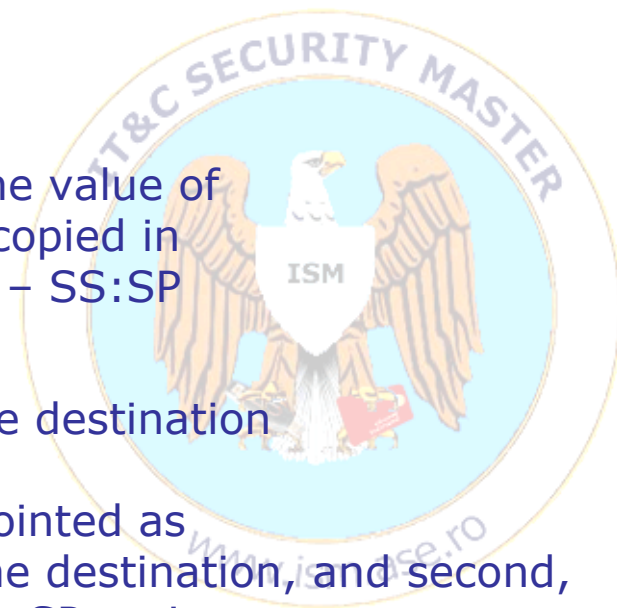 IT&C SECURITY MASTER
ne value of
copied in
– SS:SP
ISM
e destination
ointed as
www.ism.ase.ro
ne destination, and second,